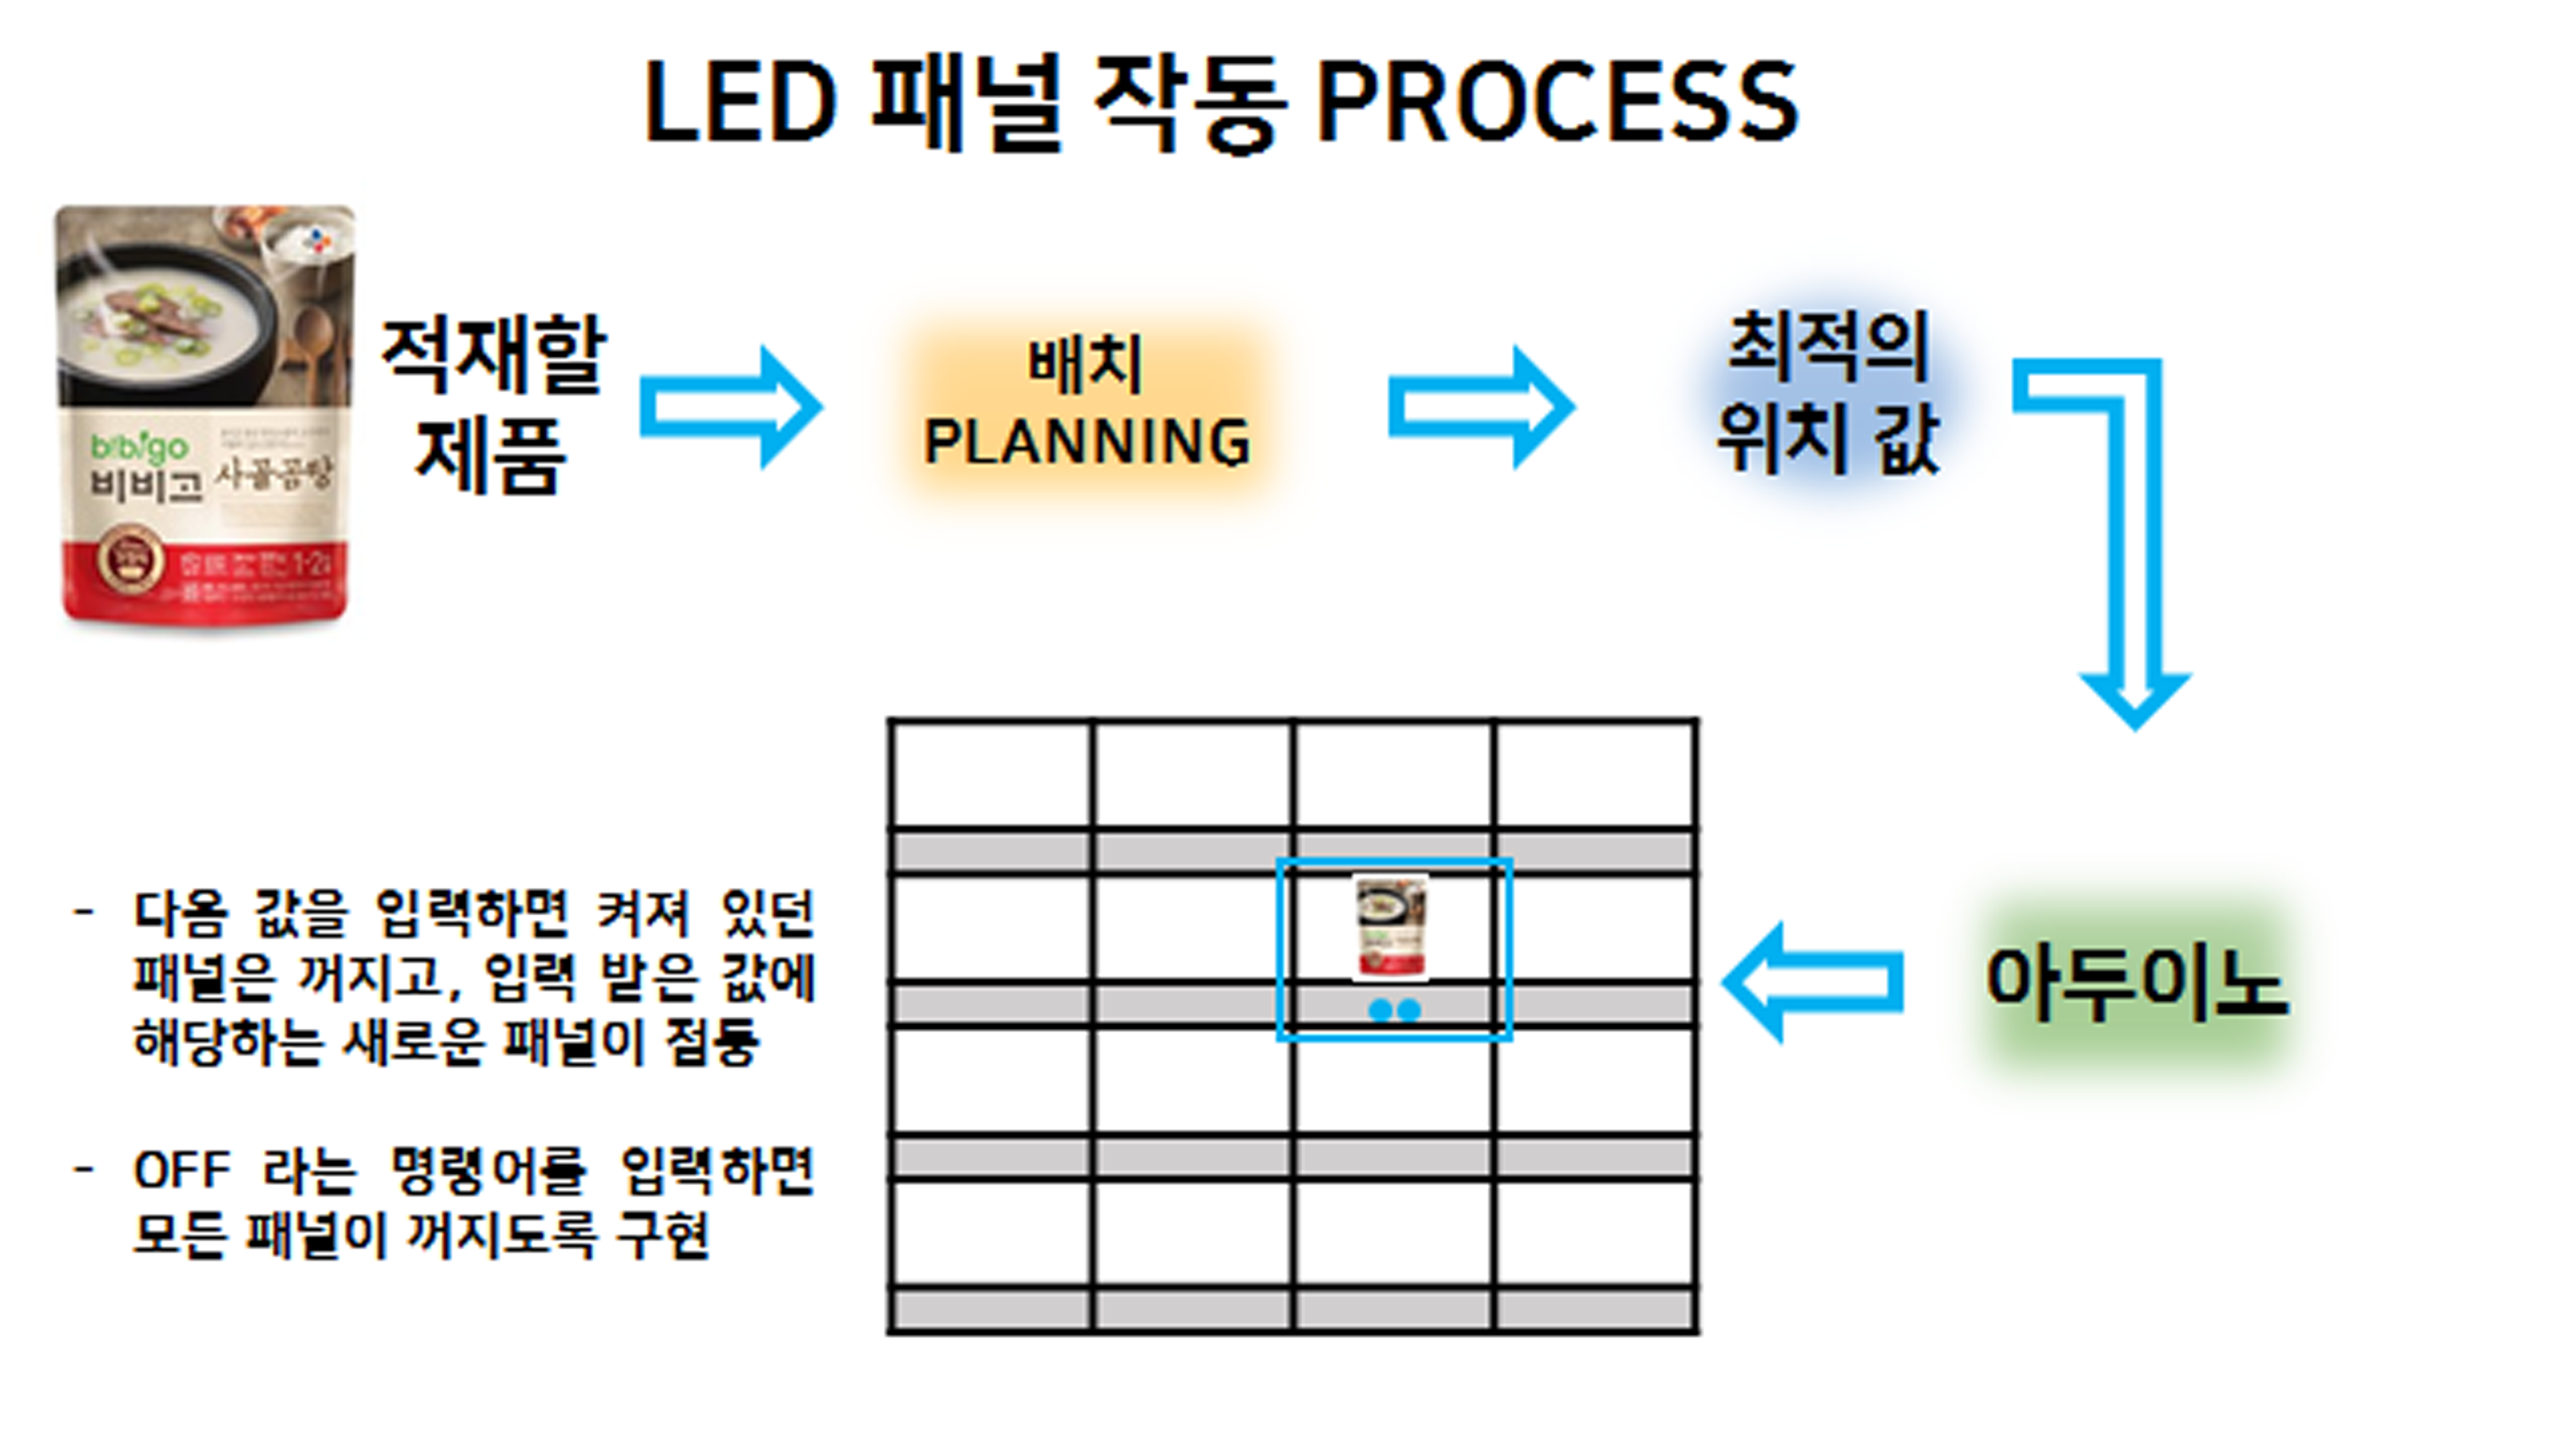 LED 패널 작동 PROCESS
bibigo
비비고 사골곰탕
1-2
적재할
제품
배치
PLANNING
최적의
위치 값
아두이노
- 다음 값을 입력하면 켜져 있던
패널은 꺼지고, 입력 받은 값에
해당하는 새로운 패널이 점등
- OFF 라는 명령어를 입력하면
모든 패널이 꺼지도록 구현